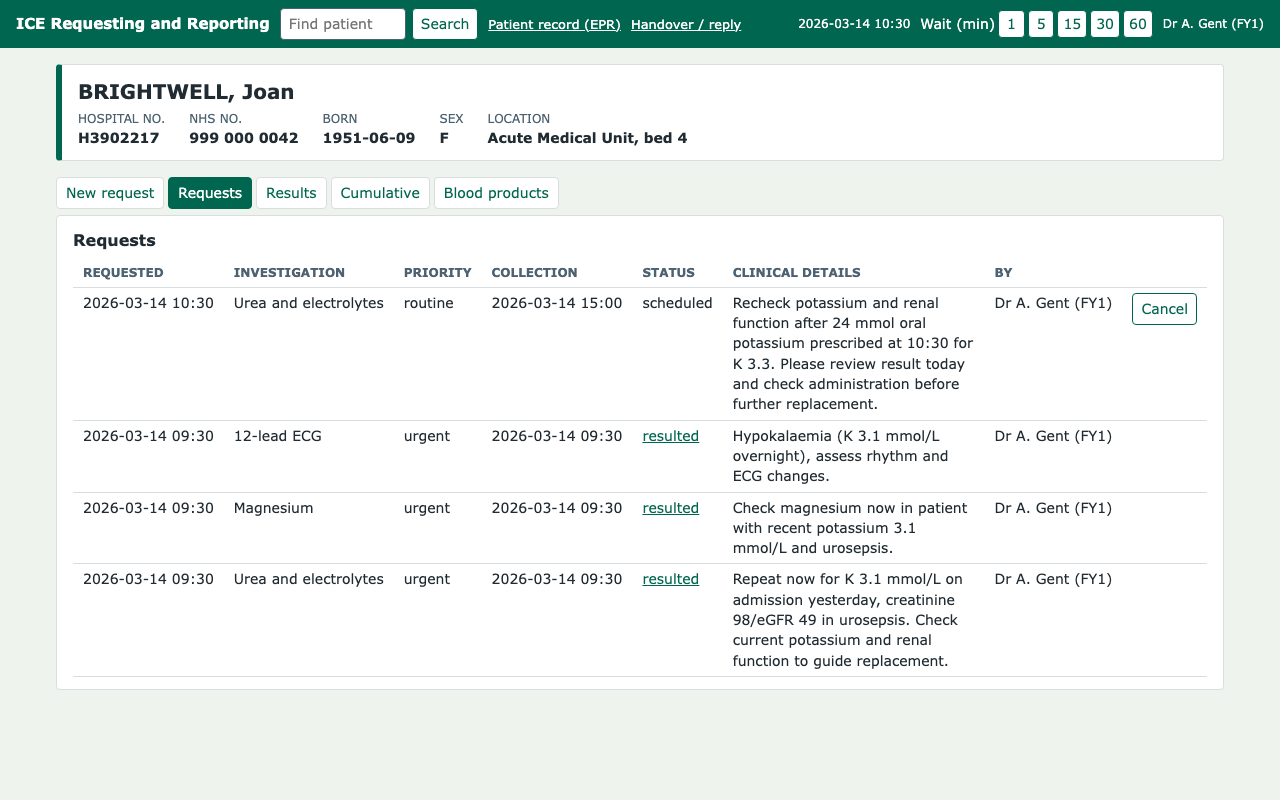 ICE Requesting and Reporting Find patient Search Patient record (EPR) Handover / reply 2026-03-14 10:30 Wait (min) 1 5 15 30 60 Dr A. Gent (FY1)
BRIGHTWELL, Joan
HOSPITAL NO. NHS NO. BORN SEX LOCATION
H3902217 999 000 0042 1951-06-09 F Acute Medical Unit, bed 4
New request Requests Results Cumulative Blood products
Requests
REQUESTED INVESTIGATION PRIORITY COLLECTION STATUS CLINICAL DETAILS BY
2026-03-14 10:30 Urea and electrolytes routine 2026-03-14 15:00 scheduled Recheck potassium and renal Dr A. Gent (FY1) Cancel
function after 24 mmol oral
potassium prescribed at 10:30 for
K 3.3. Please review result today
and check administration before
further replacement.
2026-03-14 09:30 12-lead ECG urgent 2026-03-14 09:30 resulted Hypokalaemia (K 3.1 mmol/L Dr A. Gent (FY1)
overnight), assess rhythm and
ECG changes.
2026-03-14 09:30 Magnesium urgent 2026-03-14 09:30 resulted Check magnesium now in patient Dr A. Gent (FY1)
with recent potassium 3.1
mmol/L and urosepsis.
2026-03-14 09:30 Urea and electrolytes urgent 2026-03-14 09:30 resulted Repeat now for K 3.1 mmol/L on Dr A. Gent (FY1)
admission yesterday, creatinine
98/eGFR 49 in urosepsis. Check
current potassium and renal
function to guide replacement.